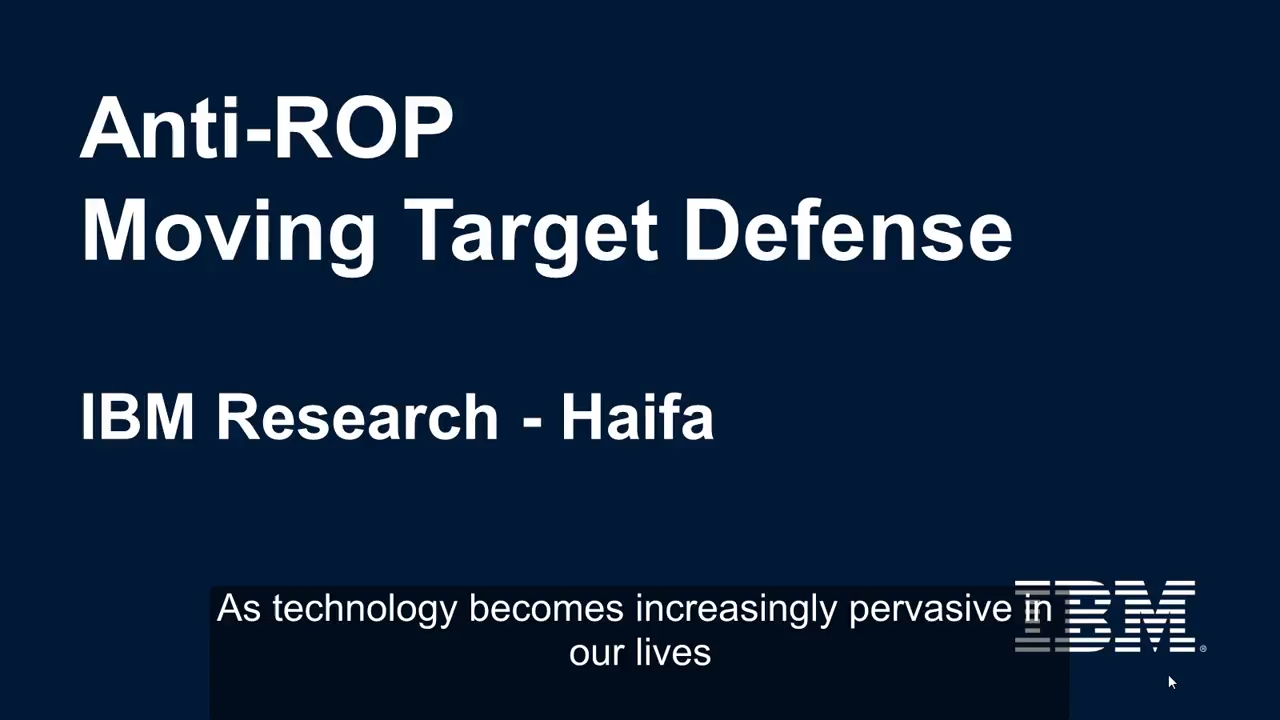 Anti-ROP
Moving Target Defense
IBM Research - Haifa
As technology becomes increasingly pervasive in
our lives
IBM®